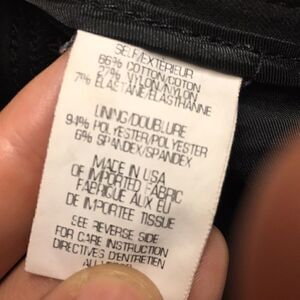 SELF/EXTERIEUR
66% COTTON/COTON
27% NYLON/NYLON
7% ELASTANE/ELASTHANNE
LINING/DOUBLURE
94% POLYESTER/POLYESTER
6% SPANDEX/SPANDEX
MADE IN USA
OF IMPORTED FABRIC
FABRIQUE AUX EU
DE IMPORTEE TISSUE
SEE REVERSE SIDE
FOR CARE INSTRUCTION
DIRECTIVES D'ENTRETIEN